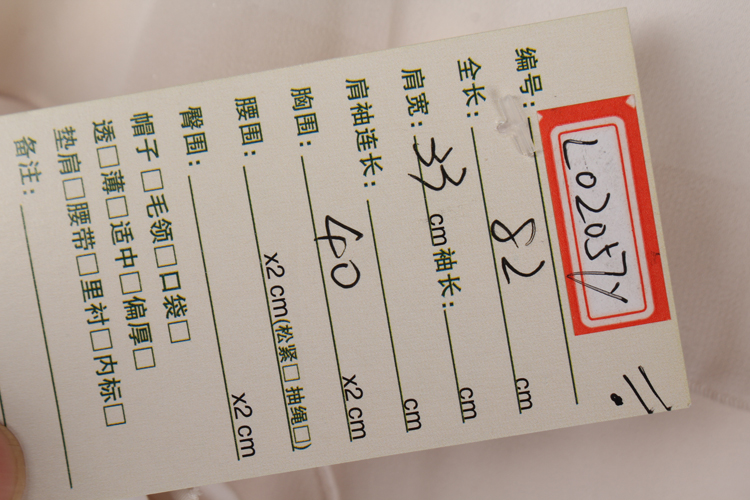 编号: L02057Y
全长: 82 cm
肩宽: 33 cm 袖长: cm
肩袖连长: cm
胸围: 40 x2 cm
腰围: x2 cm(松紧□ 抽绳□)
臀围: x2 cm
帽子□毛领□口袋□
透□薄□适中□偏厚□
垫肩□腰带□里衬□内标□
备注: